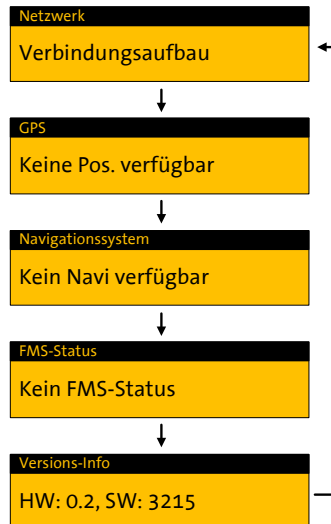 Netzwerk
Verbindungsaufbau
GPS
Keine Pos. verfügbar
Navigationssystem
Kein Navi verfügbar
FMS-Status
Kein FMS-Status
Versions-Info
HW: 0.2, SW: 3215